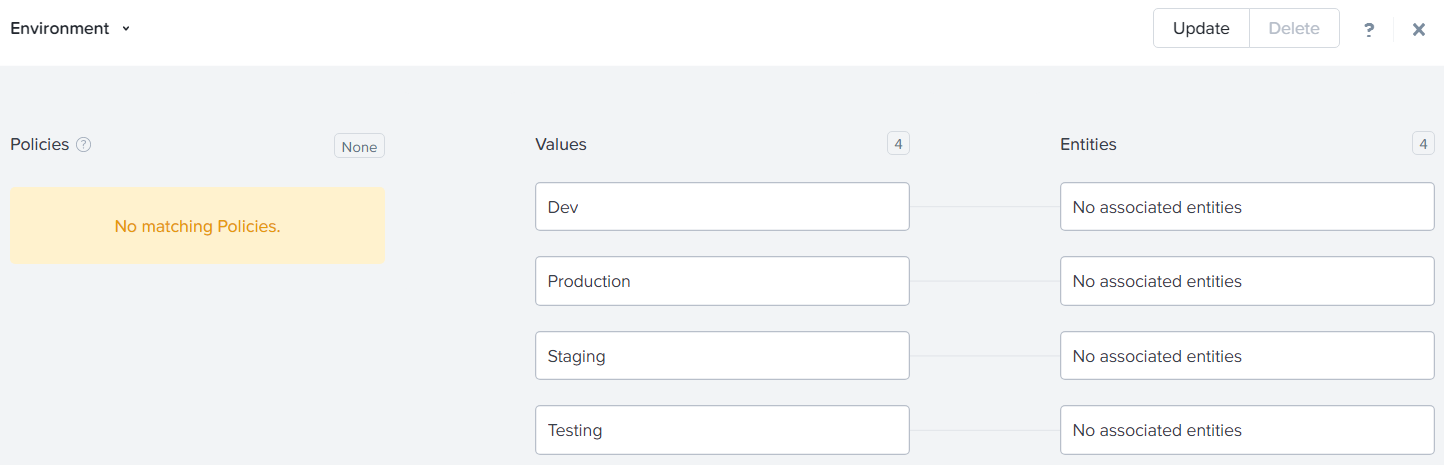 Environment
Update
Delete
?
Policies ?
None
Values
4
Entities
4
No matching Policies.
Dev
No associated entities
Production
No associated entities
Staging
No associated entities
Testing
No associated entities